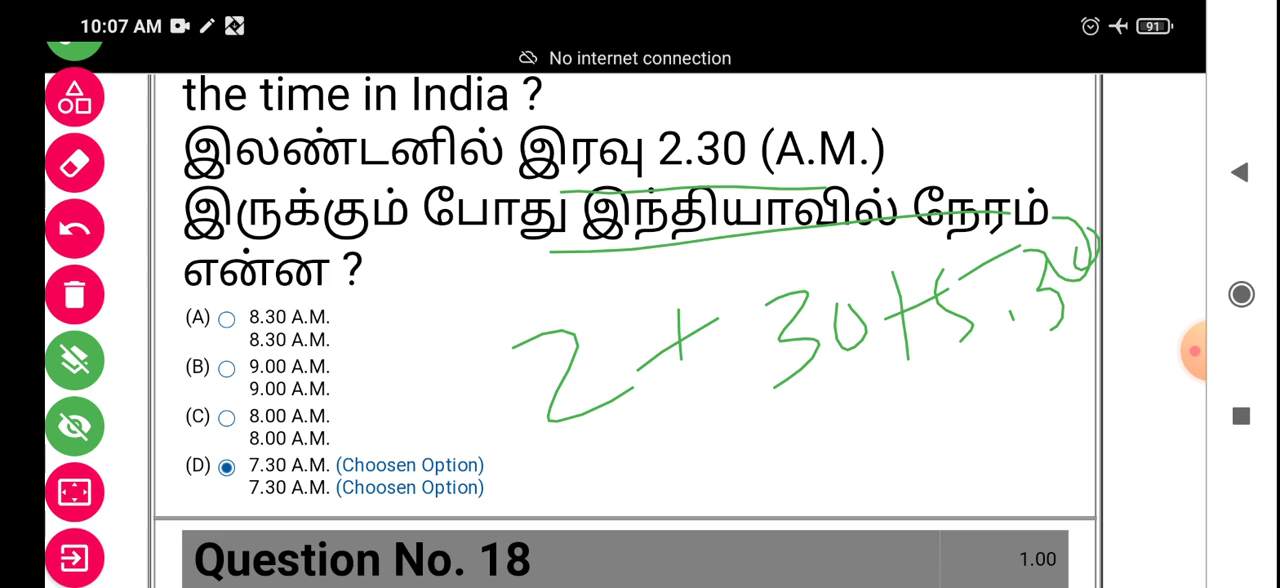 10:07 AM
91
No internet connection
the time in India ?
இலண்டனில் இரவு 2.30 (A.M.)
இருக்கும் போது இந்தியாவில் நேரம்
என்ன ?
(A) 8.30 A.M.
8.30 A.M.
(B) 9.00 A.M.
9.00 A.M.
(C) 8.00 A.M.
8.00 A.M.
(D) 7.30 A.M. (Choosen Option)
7.30 A.M. (Choosen Option)
2 + 30 + 5.30
Question No. 18
1.00